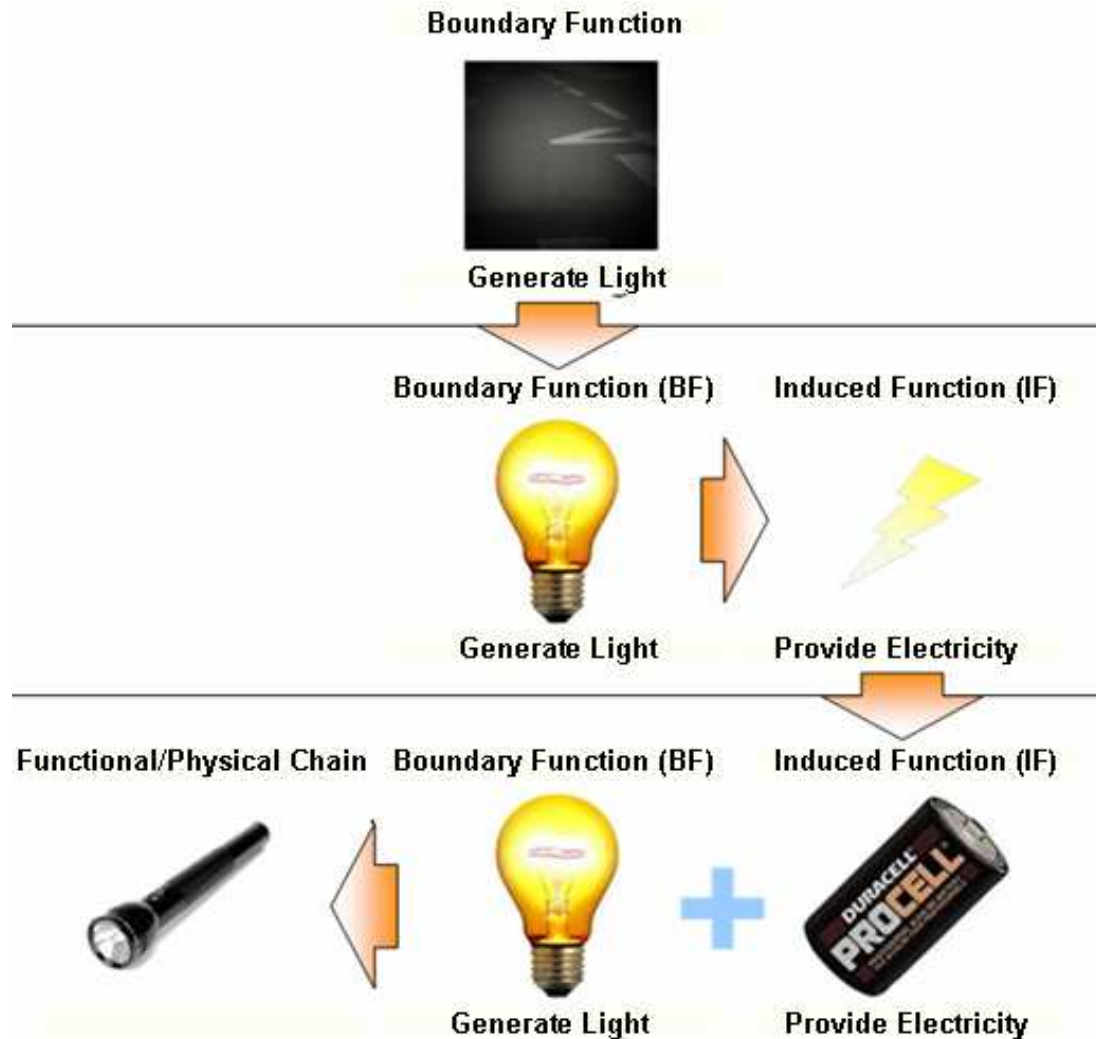 Boundary Function
Generate Light
Boundary Function (BF)
Induced Function (IF)
Generate Light
Provide Electricity
Functional/Physical Chain
Boundary Function (BF)
Induced Function (IF)
DURACELL
PROCELL
Generate Light
Provide Electricity